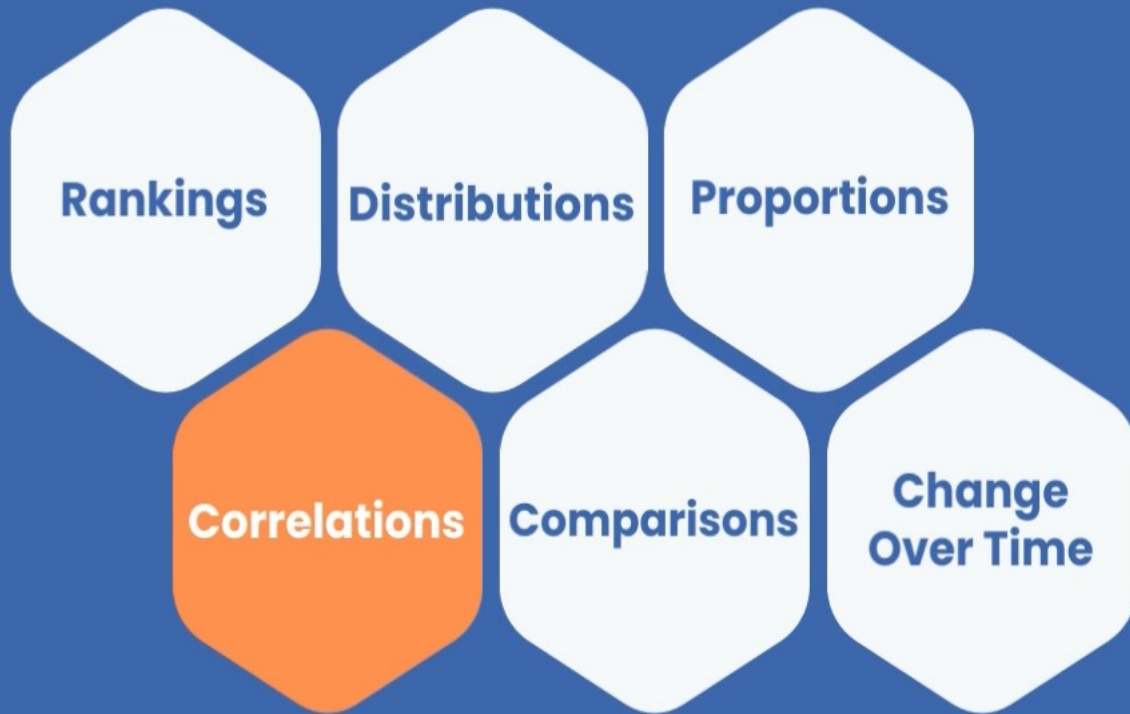 Rankings
Distributions
Proportions
Correlations
Comparisons
Change
Over Time